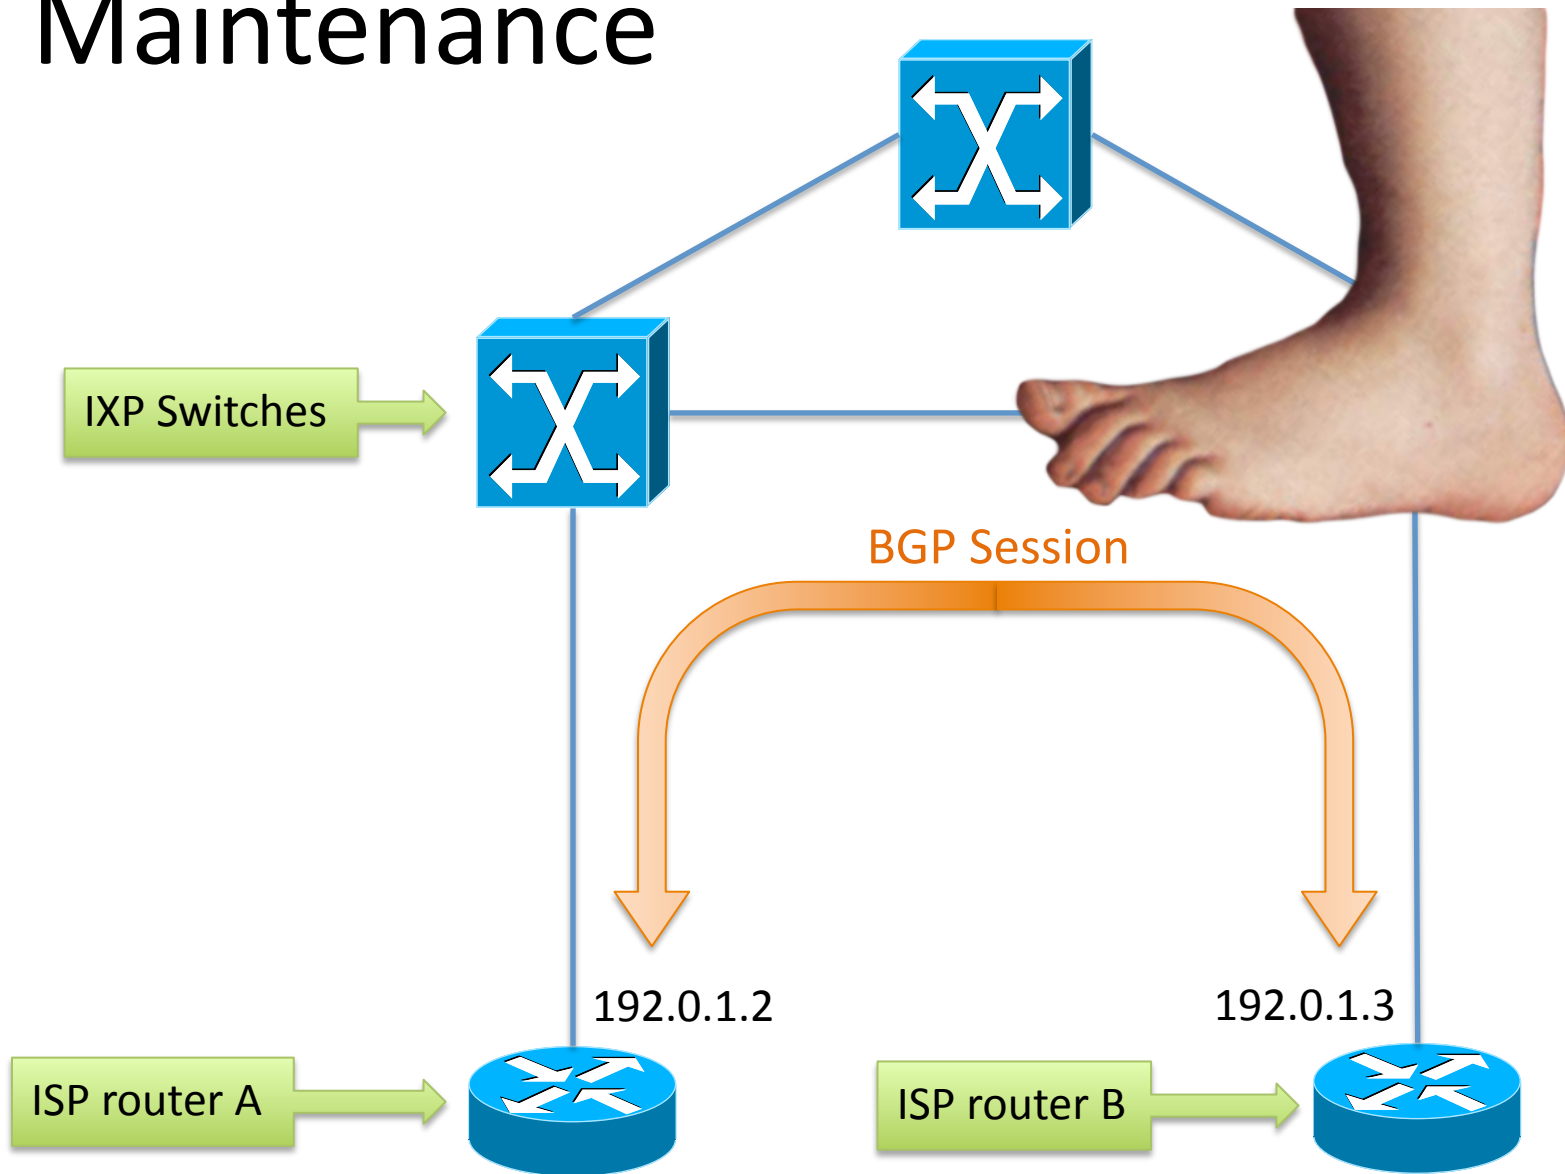 Maintenance
IXP Switches
BGP Session
192.0.1.2
192.0.1.3
ISP router A
ISP router B